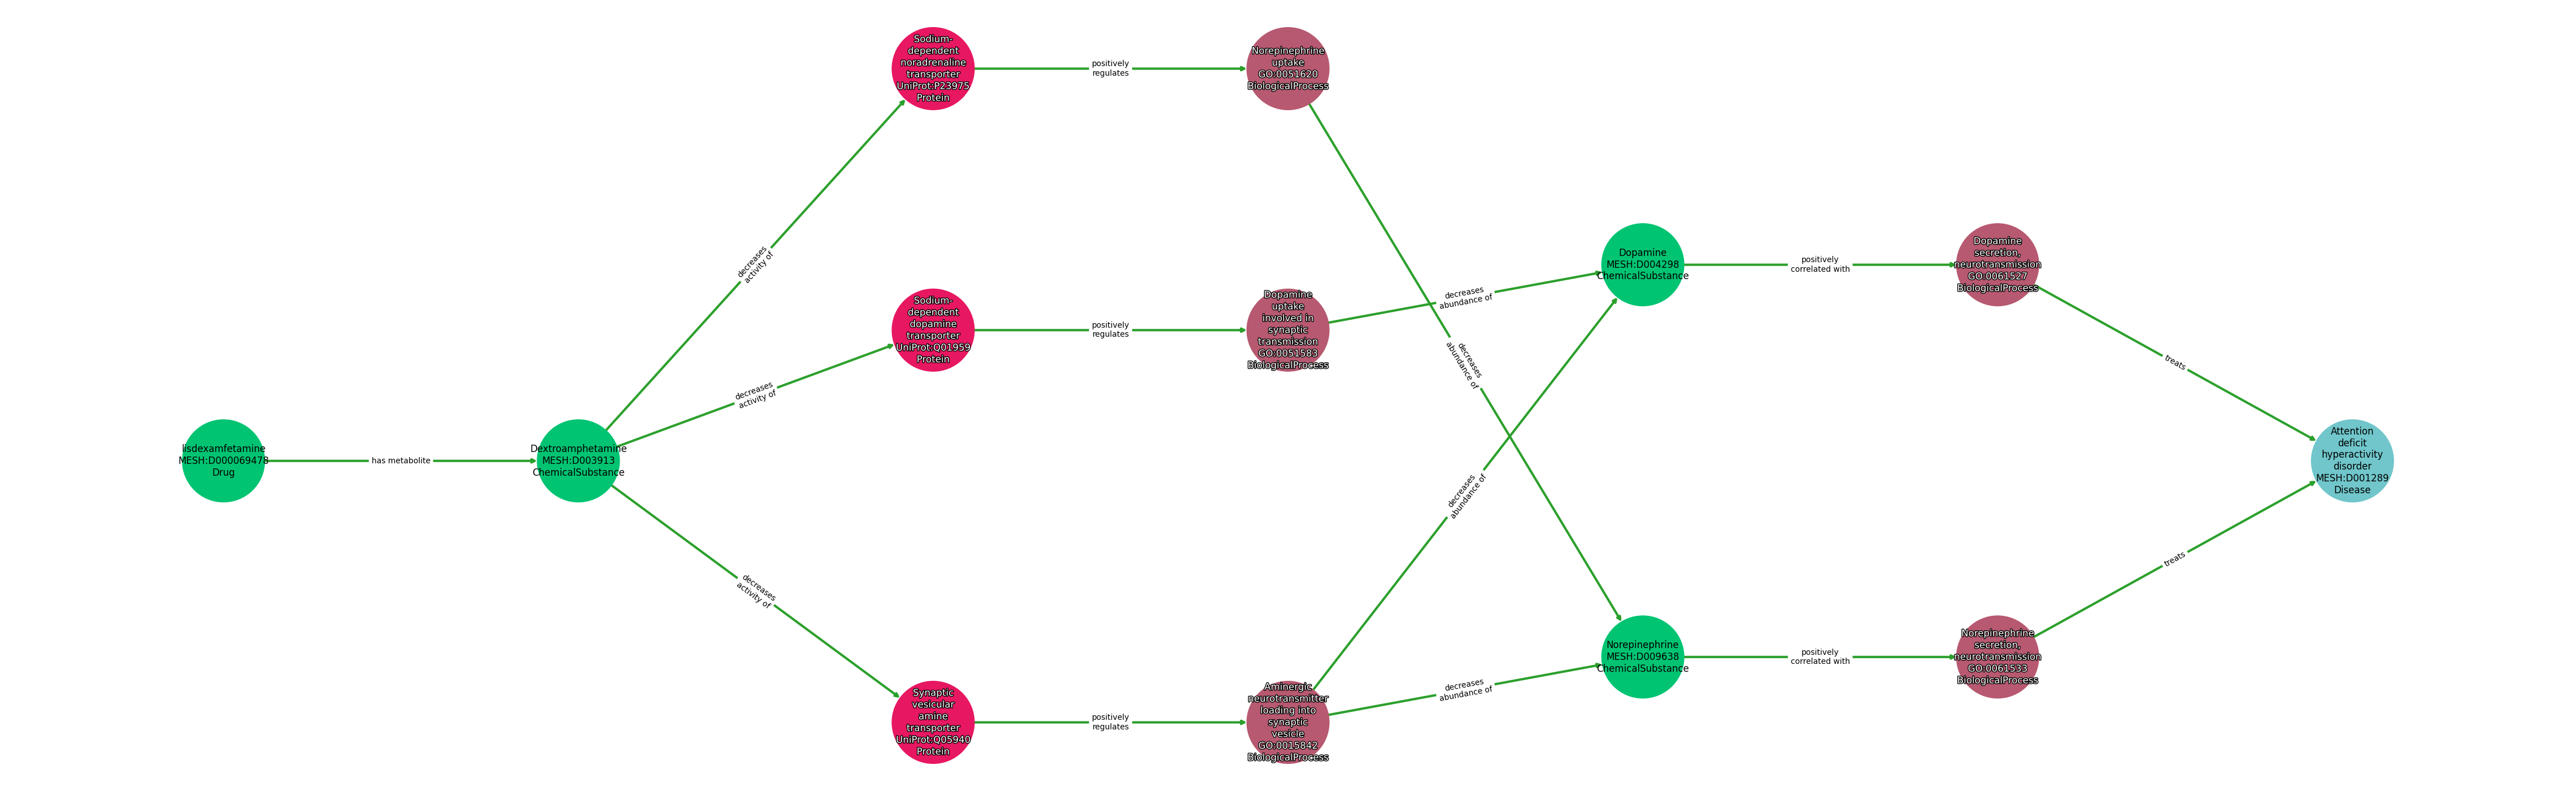 Sodium-
dependent
noradrenaline
transporter
UniProt:P23975
Protein
positively
regulates
Norepinephrine
uptake
GO:0051620
BiologicalProcess
decreases
activity of
Sodium-
dependent
dopamine
transporter
UniProt:Q01959
Protein
positively
regulates
Dopamine
uptake
involved in
synaptic
transmission
GO:0051583
BiologicalProcess
decreases
abundance of
Dopamine
MESH:D004298
ChemicalSubstance
positively
correlated with
Dopamine
secretion,
neurotransmission
GO:0061527
BiologicalProcess
decreases
abundance of
treats
decreases
activity of
lisdexamfetamine
MESH:D000069478
Drug
has metabolite
Dextroamphetamine
MESH:D003913
ChemicalSubstance
decreases
abundance of
Attention
deficit
hyperactivity
disorder
MESH:D001289
Disease
decreases
activity of
treats
Synaptic
vesicular
amine
transporter
UniProt:Q05940
Protein
positively
regulates
Aminergic
neurotransmitter
loading into
synaptic
vesicle
GO:0015842
BiologicalProcess
decreases
abundance of
Norepinephrine
MESH:D009638
ChemicalSubstance
positively
correlated with
Norepinephrine
secretion,
neurotransmission
GO:0061533
BiologicalProcess